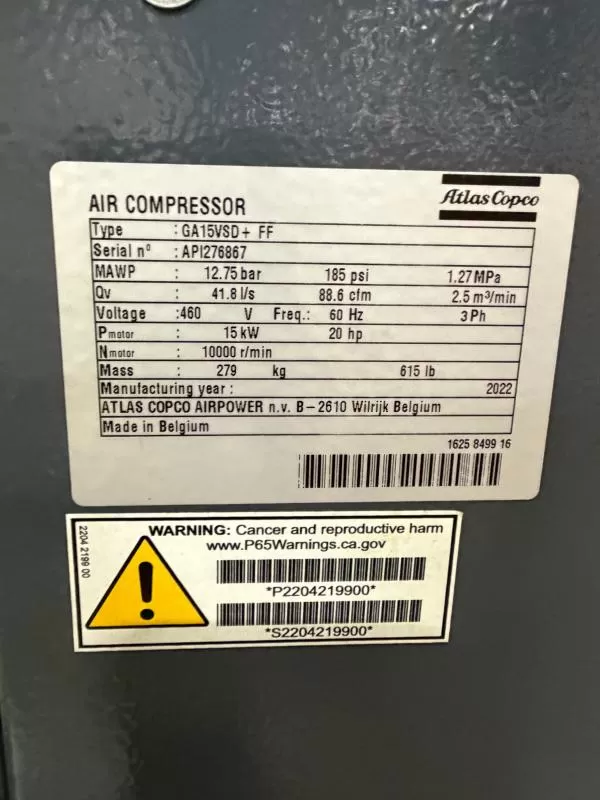 Atlas Copco
AIR COMPRESSOR
Type : GA15VSD+ FF
Serial nº : API276867
MAWP : 12.75 bar 185 psi 1.27 MPa
Qv : 41.8 l/s 88.6 cfm 2.5 m³/min
Voltage :460 V Freq.: 60 Hz 3 Ph
Pmotor : 15 kW 20 hp
Nmotor : 10000 r/min
Mass : 279 kg 615 lb
Manufacturing year : 2022
ATLAS COPCO AIRPOWER n.v. B-2610 Wilrijk Belgium
Made in Belgium
1625 8499 16
2204 2199 00
WARNING: Cancer and reproductive harm
www.P65Warnings.ca.gov
*P2204219900*
*S2204219900*